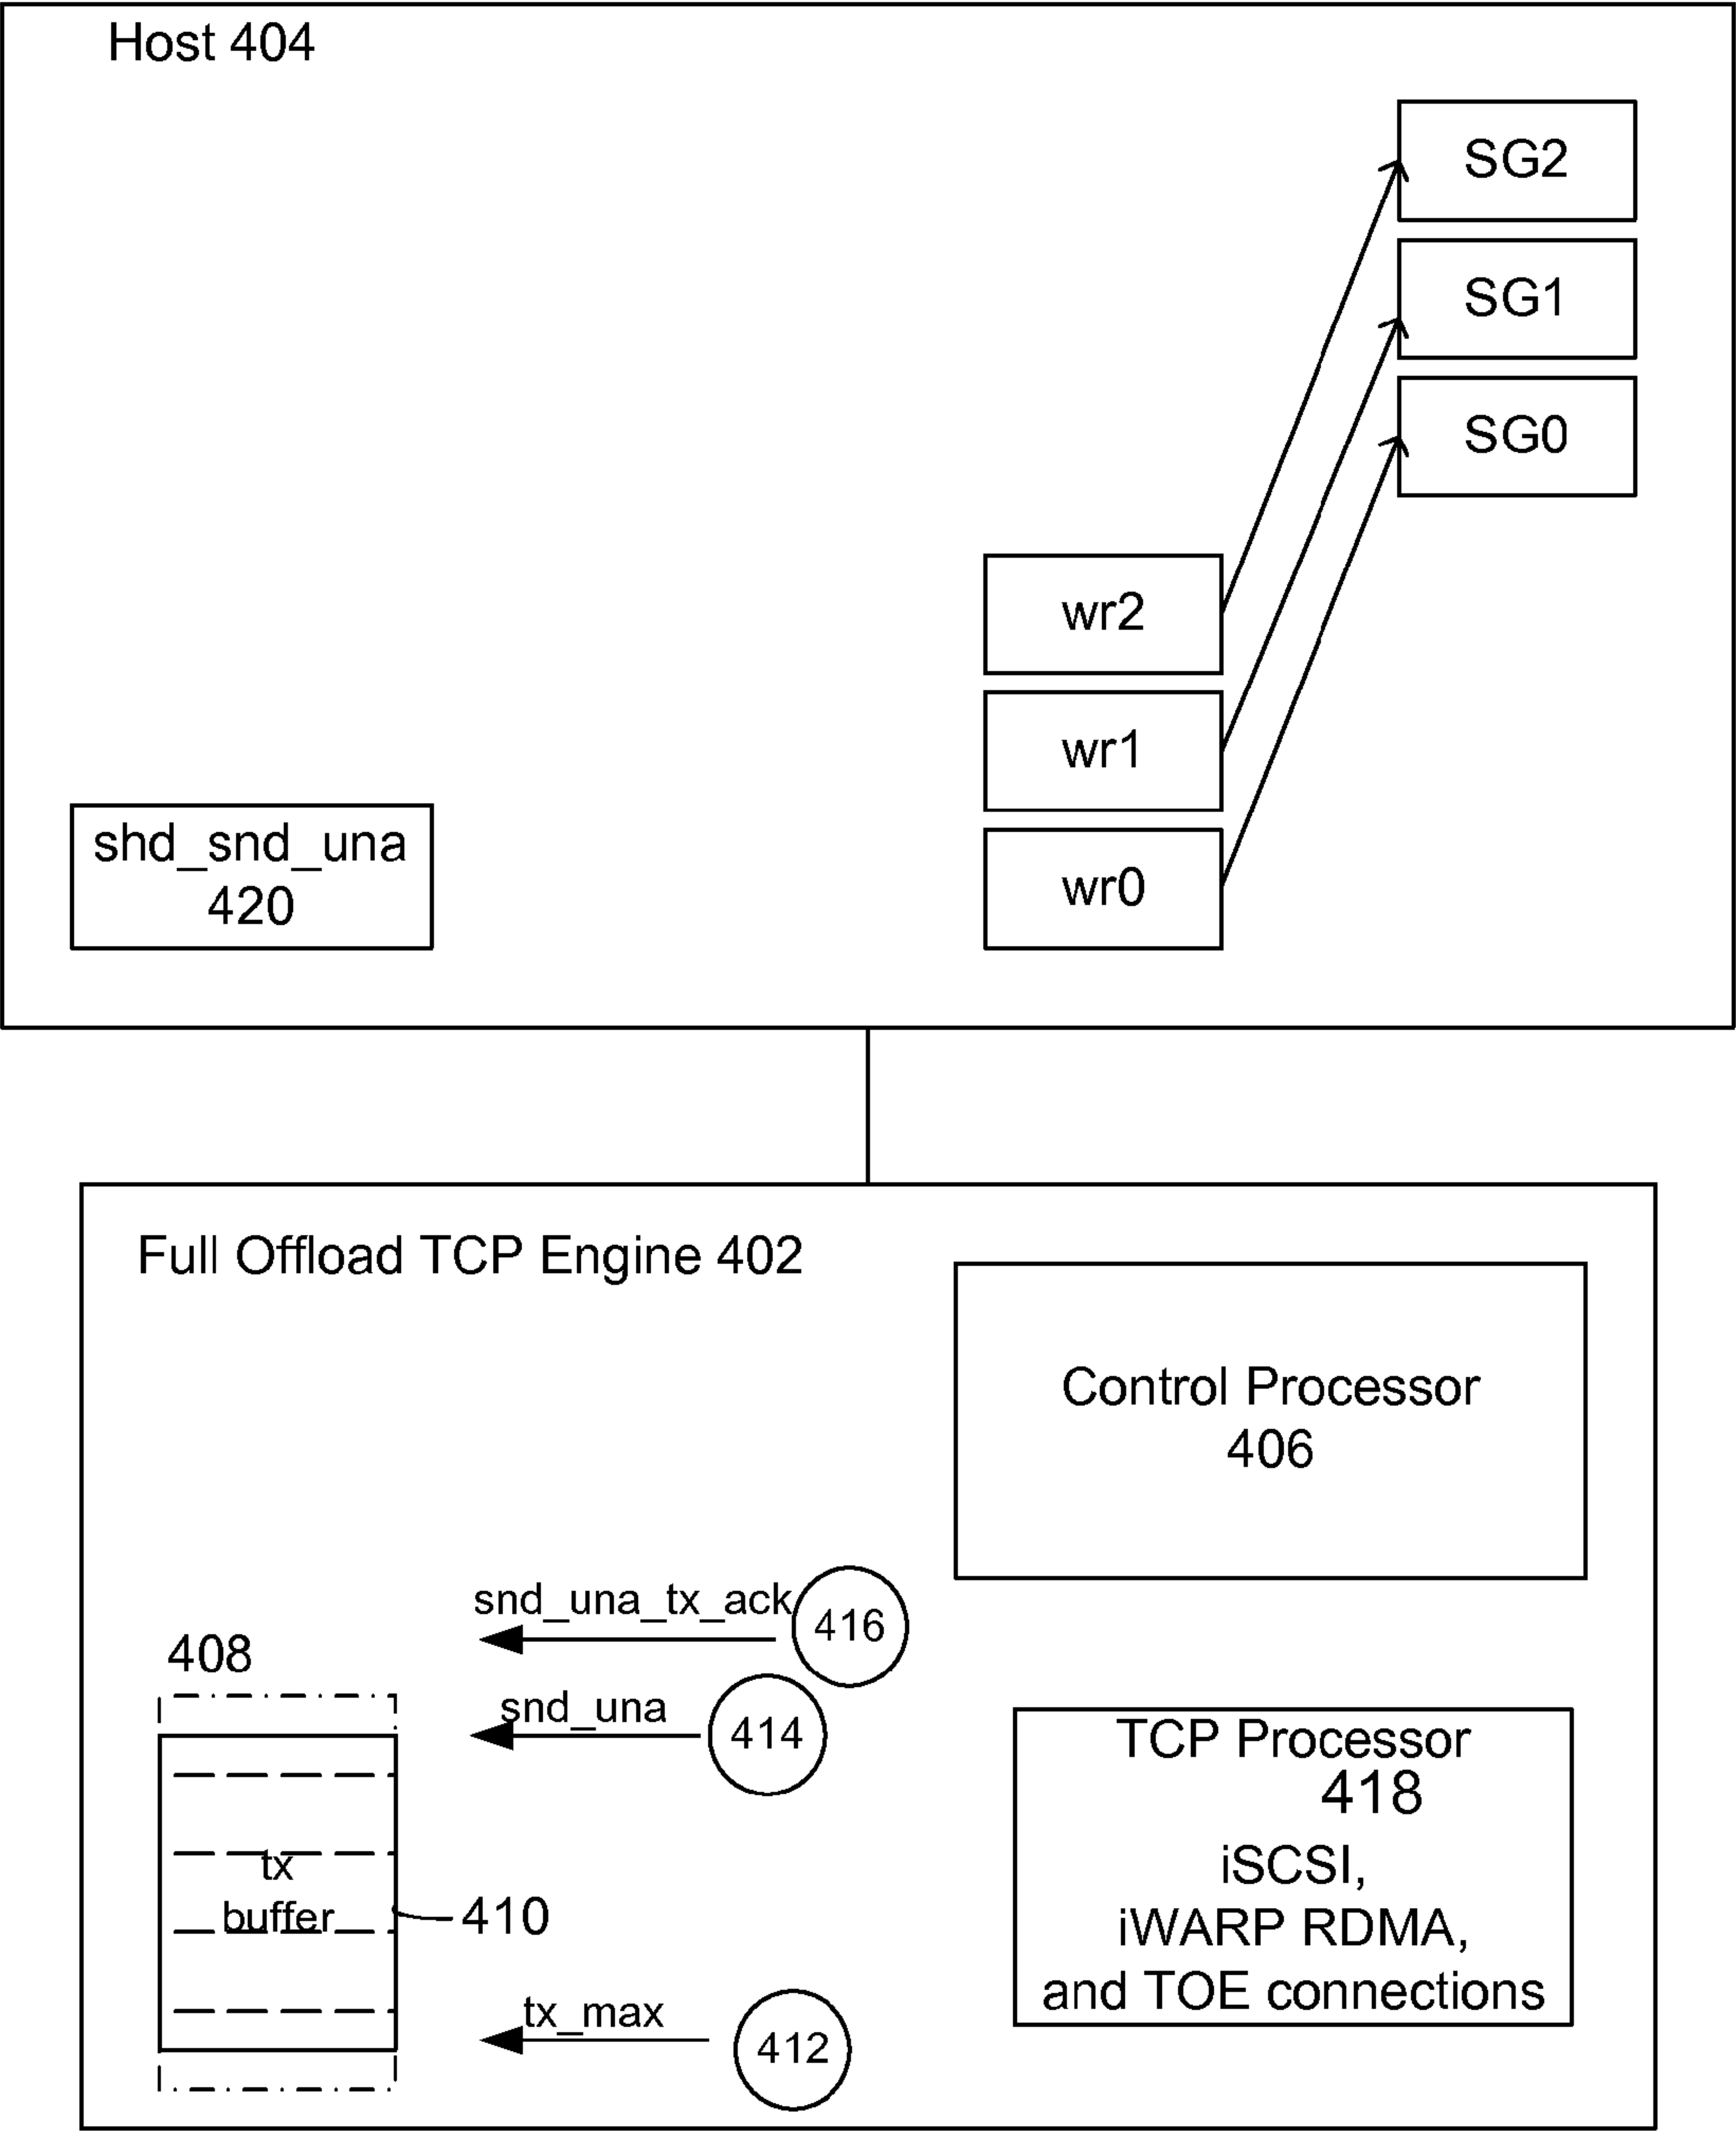 Host 404
SG2
SG1
SG0
wr2
wr1
wr0
shd_snd_una
420
Full Offload TCP Engine 402
Control Processor
406
snd_una_tx_ack
416
408
snd_una
414
tx
buffer
410
tx_max
412
TCP Processor
418
iSCSI,
iWARP RDMA,
and TOE connections